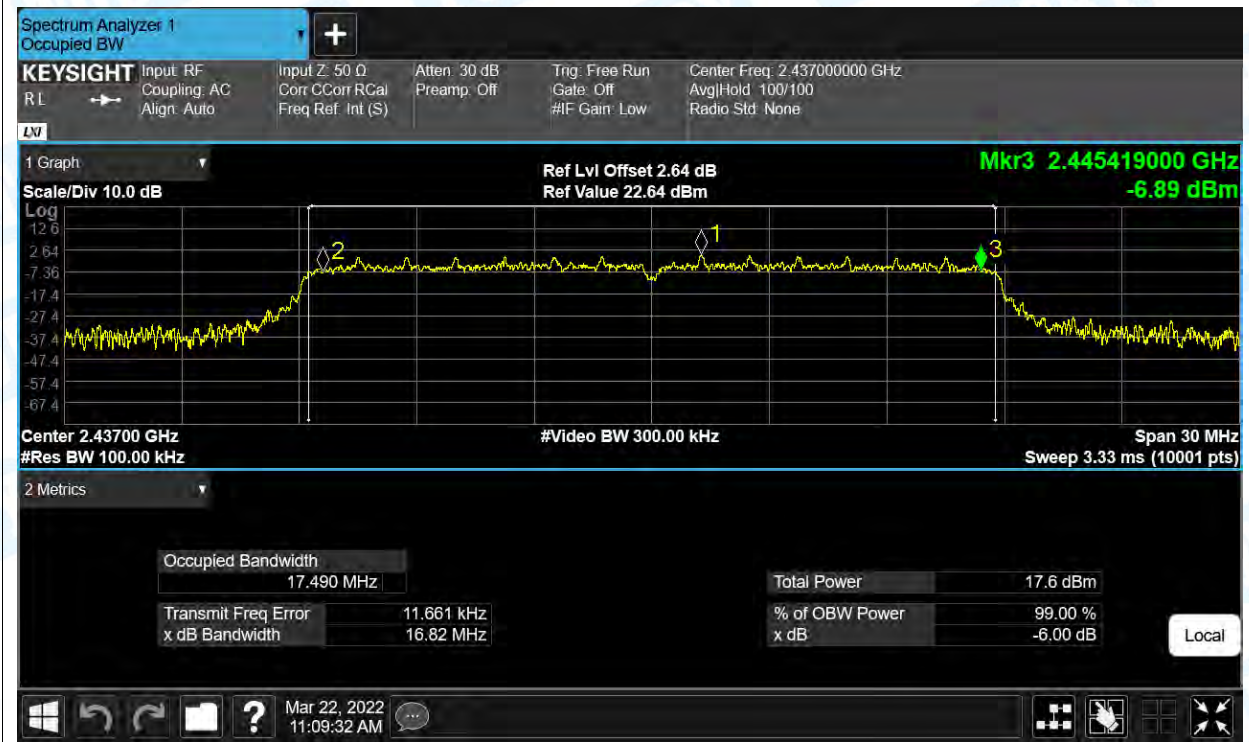 Spectrum Analyzer 1
Occupied BW
+
KEYSIGHT
R L
LXI
Input: RF
Coupling: AC
Align: Auto
Input Z: 50 Ω
Corr CCorr RCal
Freq Ref: Int (S)
Atten: 30 dB
Preamp: Off
Trig: Free Run
Gate: Off
#IF Gain: Low
Center Freq: 2.437000000 GHz
Avg|Hold: 100/100
Radio Std: None
1 Graph
Scale/Div 10.0 dB
Ref Lvl Offset 2.64 dB
Ref Value 22.64 dBm
Mkr3 2.445419000 GHz
-6.89 dBm
Log
12.6
2.64
-7.36
-17.4
-27.4
-37.4
-47.4
-57.4
-67.4
2
1
3
Center 2.43700 GHz
#Video BW 300.00 kHz
Span 30 MHz
#Res BW 100.00 kHz
Sweep 3.33 ms (10001 pts)
2 Metrics
Occupied Bandwidth
17.490 MHz
Total Power 17.6 dBm
Transmit Freq Error 11.661 kHz
% of OBW Power 99.00 %
x dB Bandwidth 16.82 MHz
x dB -6.00 dB
Local
?
Mar 22, 2022
11:09:32 AM